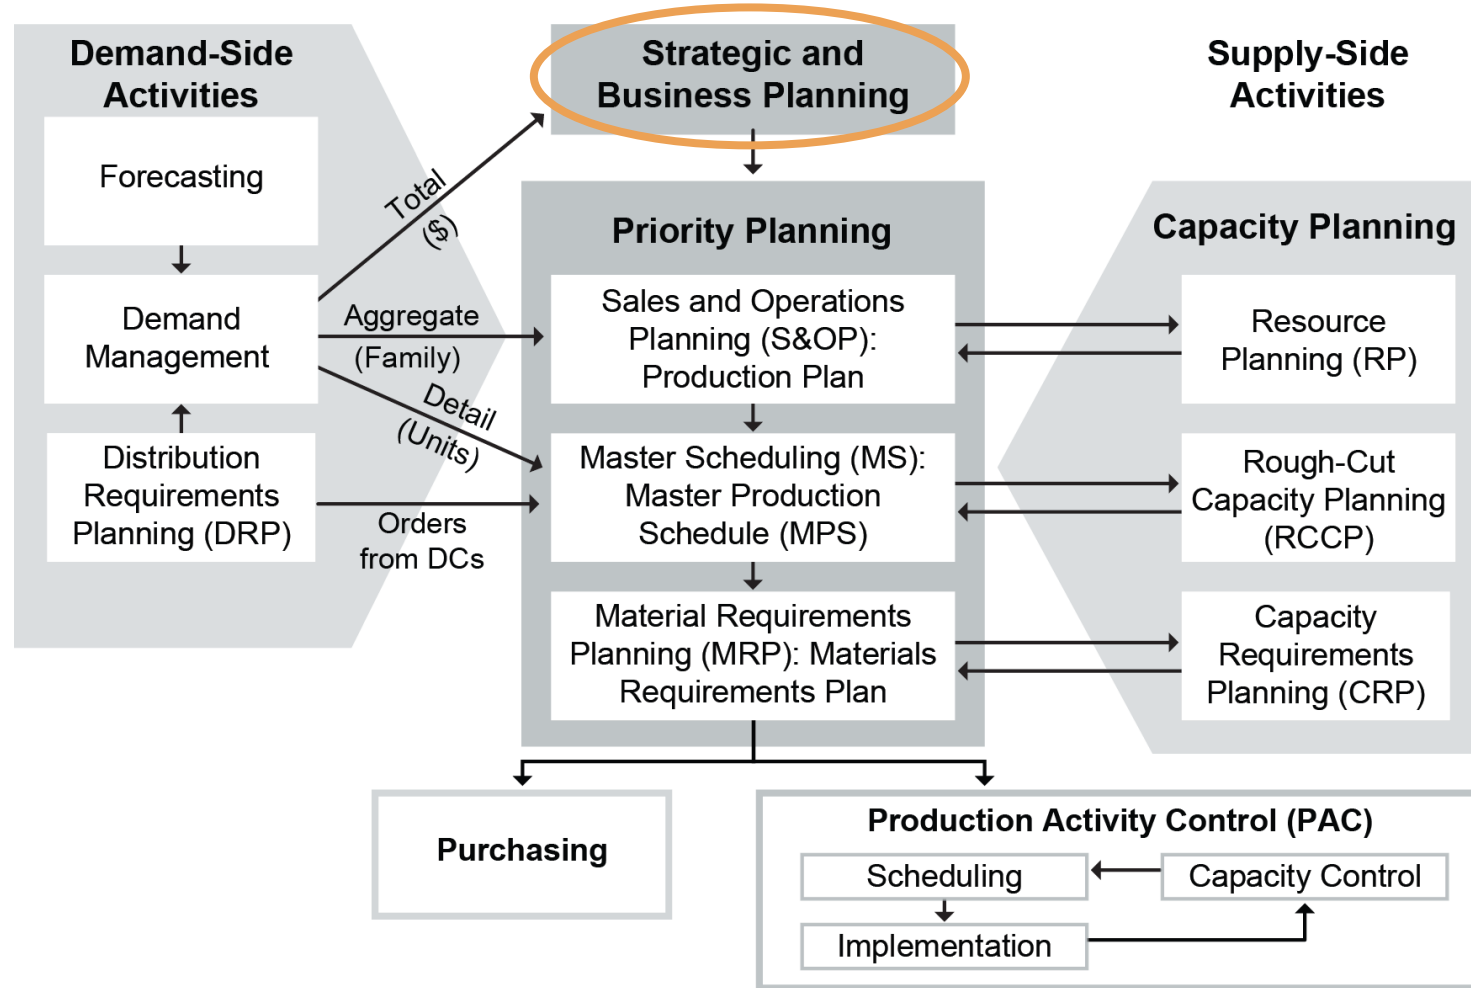 Demand-Side
Activities
Forecasting
Demand
Management
Distribution
Requirements
Planning (DRP)
Total
($)
Aggregate
(Family)
Detail
(Units)
Orders
from DCs
Strategic and
Business Planning
Priority Planning
Sales and Operations
Planning (S&OP):
Production Plan
Master Scheduling (MS):
Master Production
Schedule (MPS)
Material Requirements
Planning (MRP): Materials
Requirements Plan
Supply-Side
Activities
Capacity Planning
Resource
Planning (RP)
Rough-Cut
Capacity Planning
(RCCP)
Capacity
Requirements
Planning (CRP)
Purchasing
Production Activity Control (PAC)
Scheduling
Capacity Control
Implementation